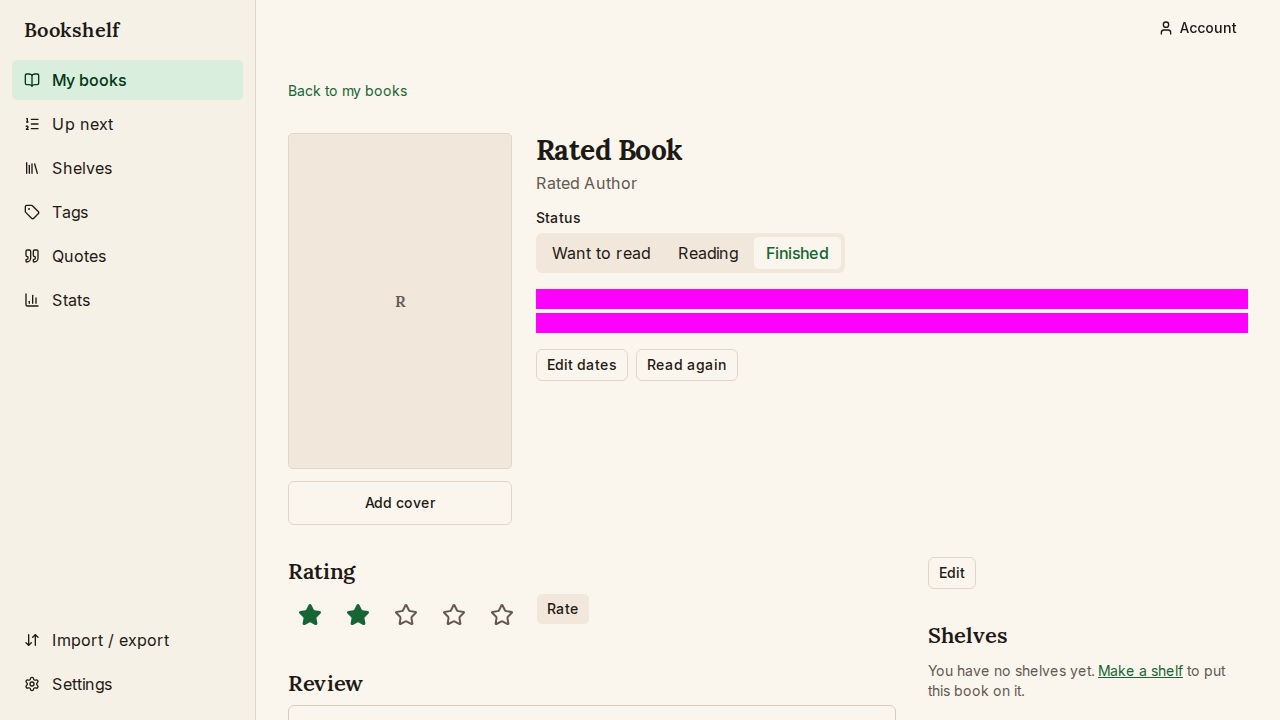 Bookshelf
My books
Up next
Shelves
Tags
Quotes
Stats
Import / export
Settings
Account
Back to my books
R
Add cover
Rated Book
Rated Author
Status
Want to read
Reading
Finished
Edit dates
Read again
Rating
Rate
Review
Edit
Shelves
You have no shelves yet. Make a shelf to put
this book on it.